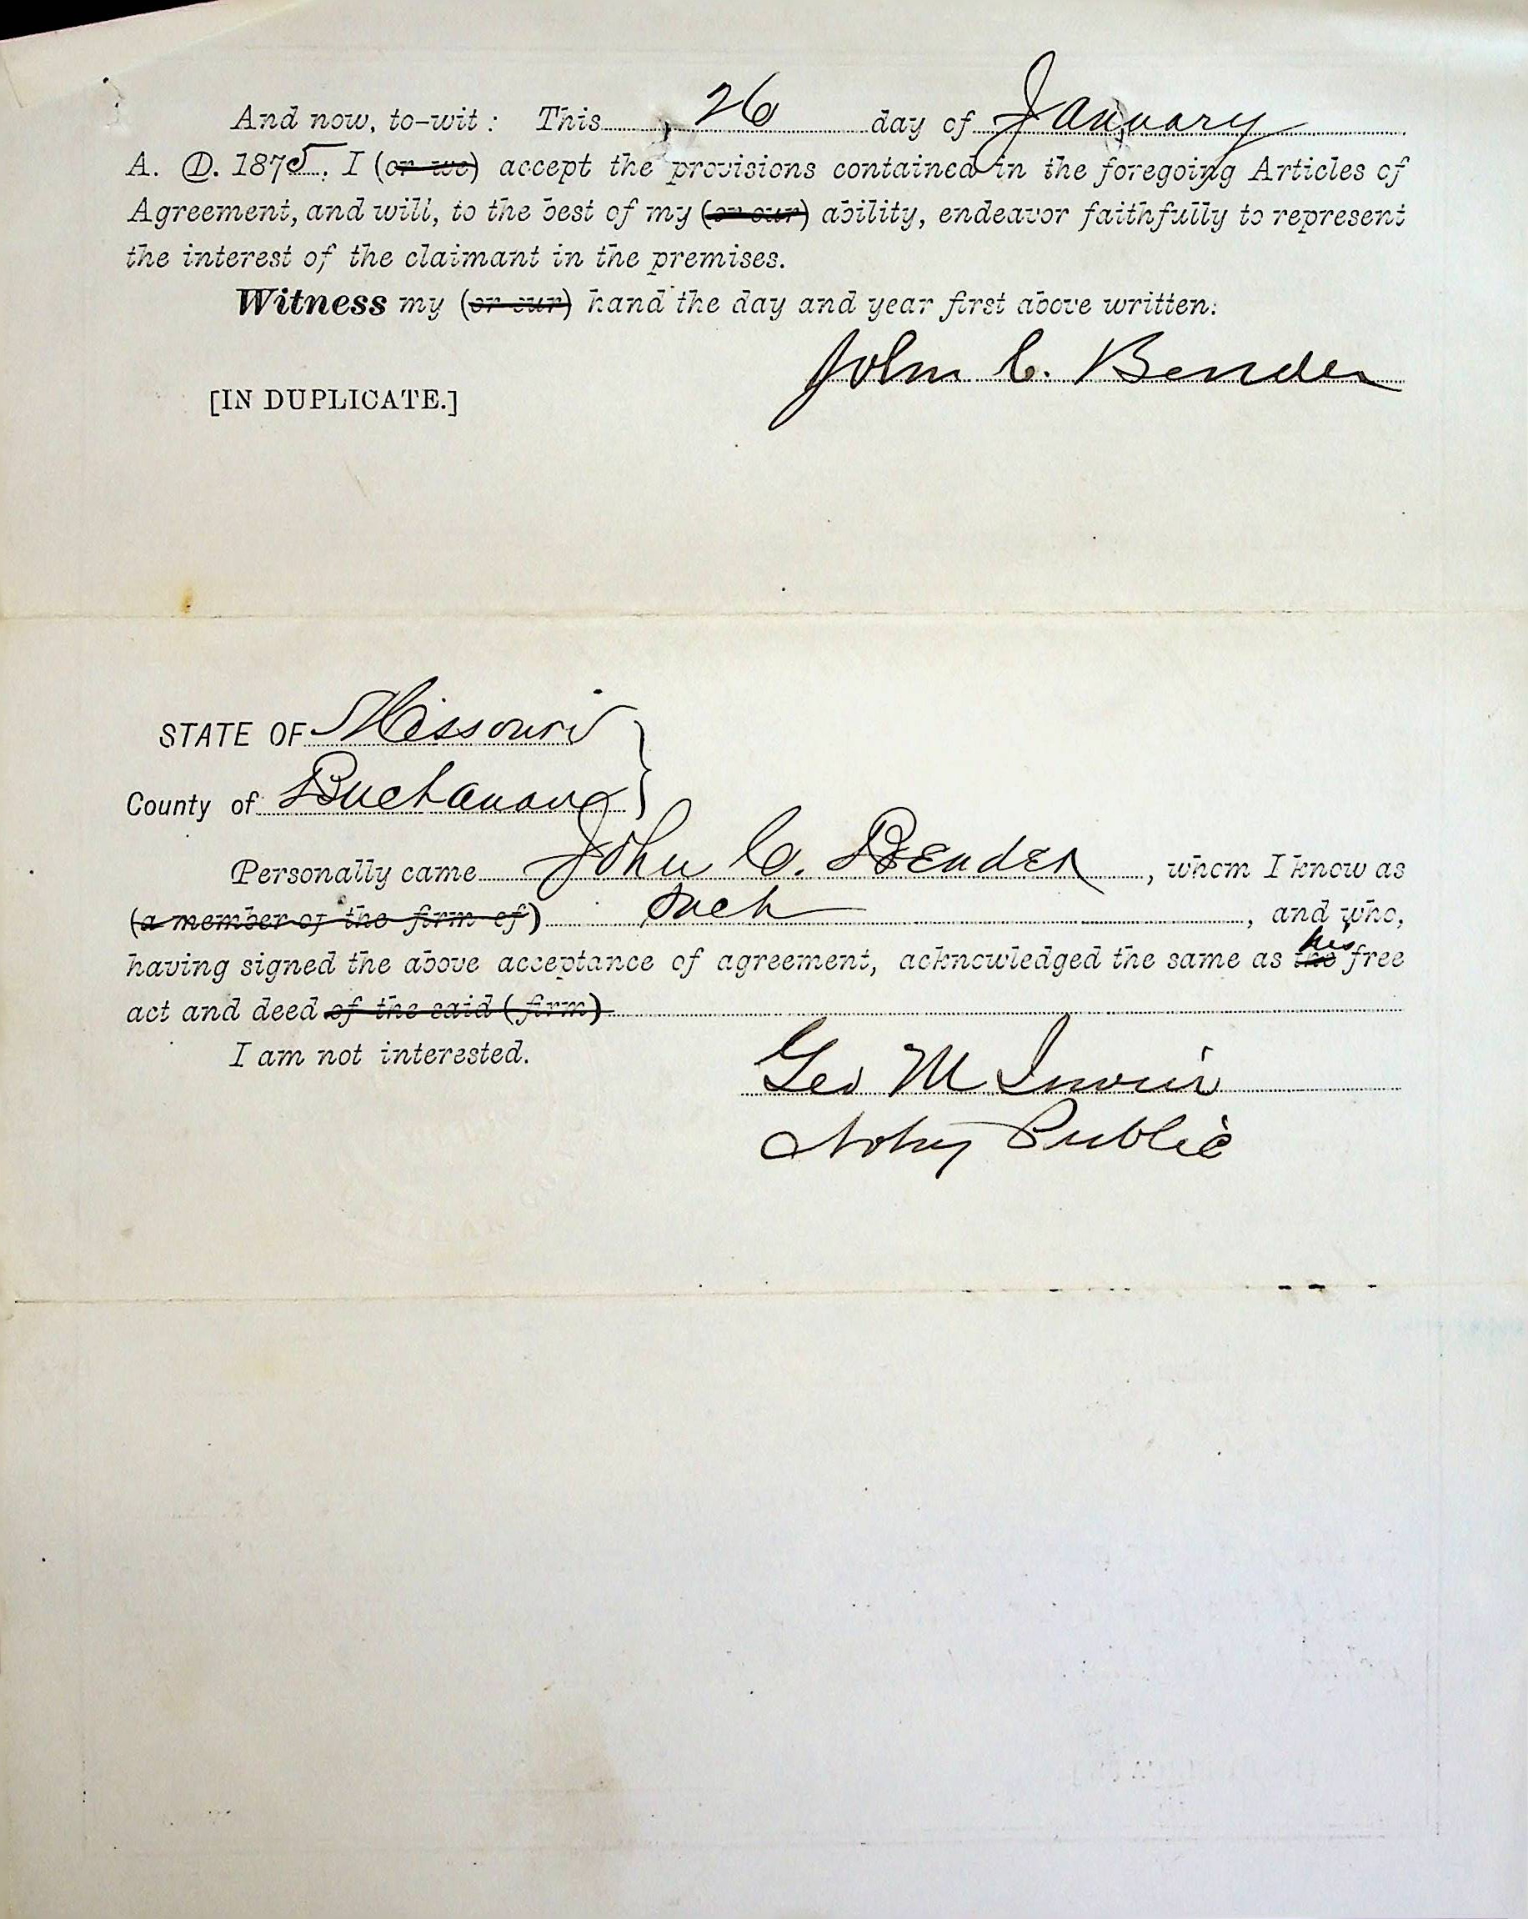 And now, to-wit: This 26 day of January
A. D. 1875. I (or we) accept the provisions contained in the foregoing Articles of
Agreement, and will, to the best of my (or our) ability, endeavor faithfully to represent
the interest of the claimant in the premises.
Witness my (or our) hand the day and year first above written:
John C. Bender
[IN DUPLICATE.]
STATE OF Missouri
County of Buchanan
Personally came John C. Bender, whom I know as
(a member of the firm of) Such, and who,
having signed the above acceptance of agreement, acknowledged the same as the his free
act and deed of the said (firm)
I am not interested.
Geo M
Notry Public